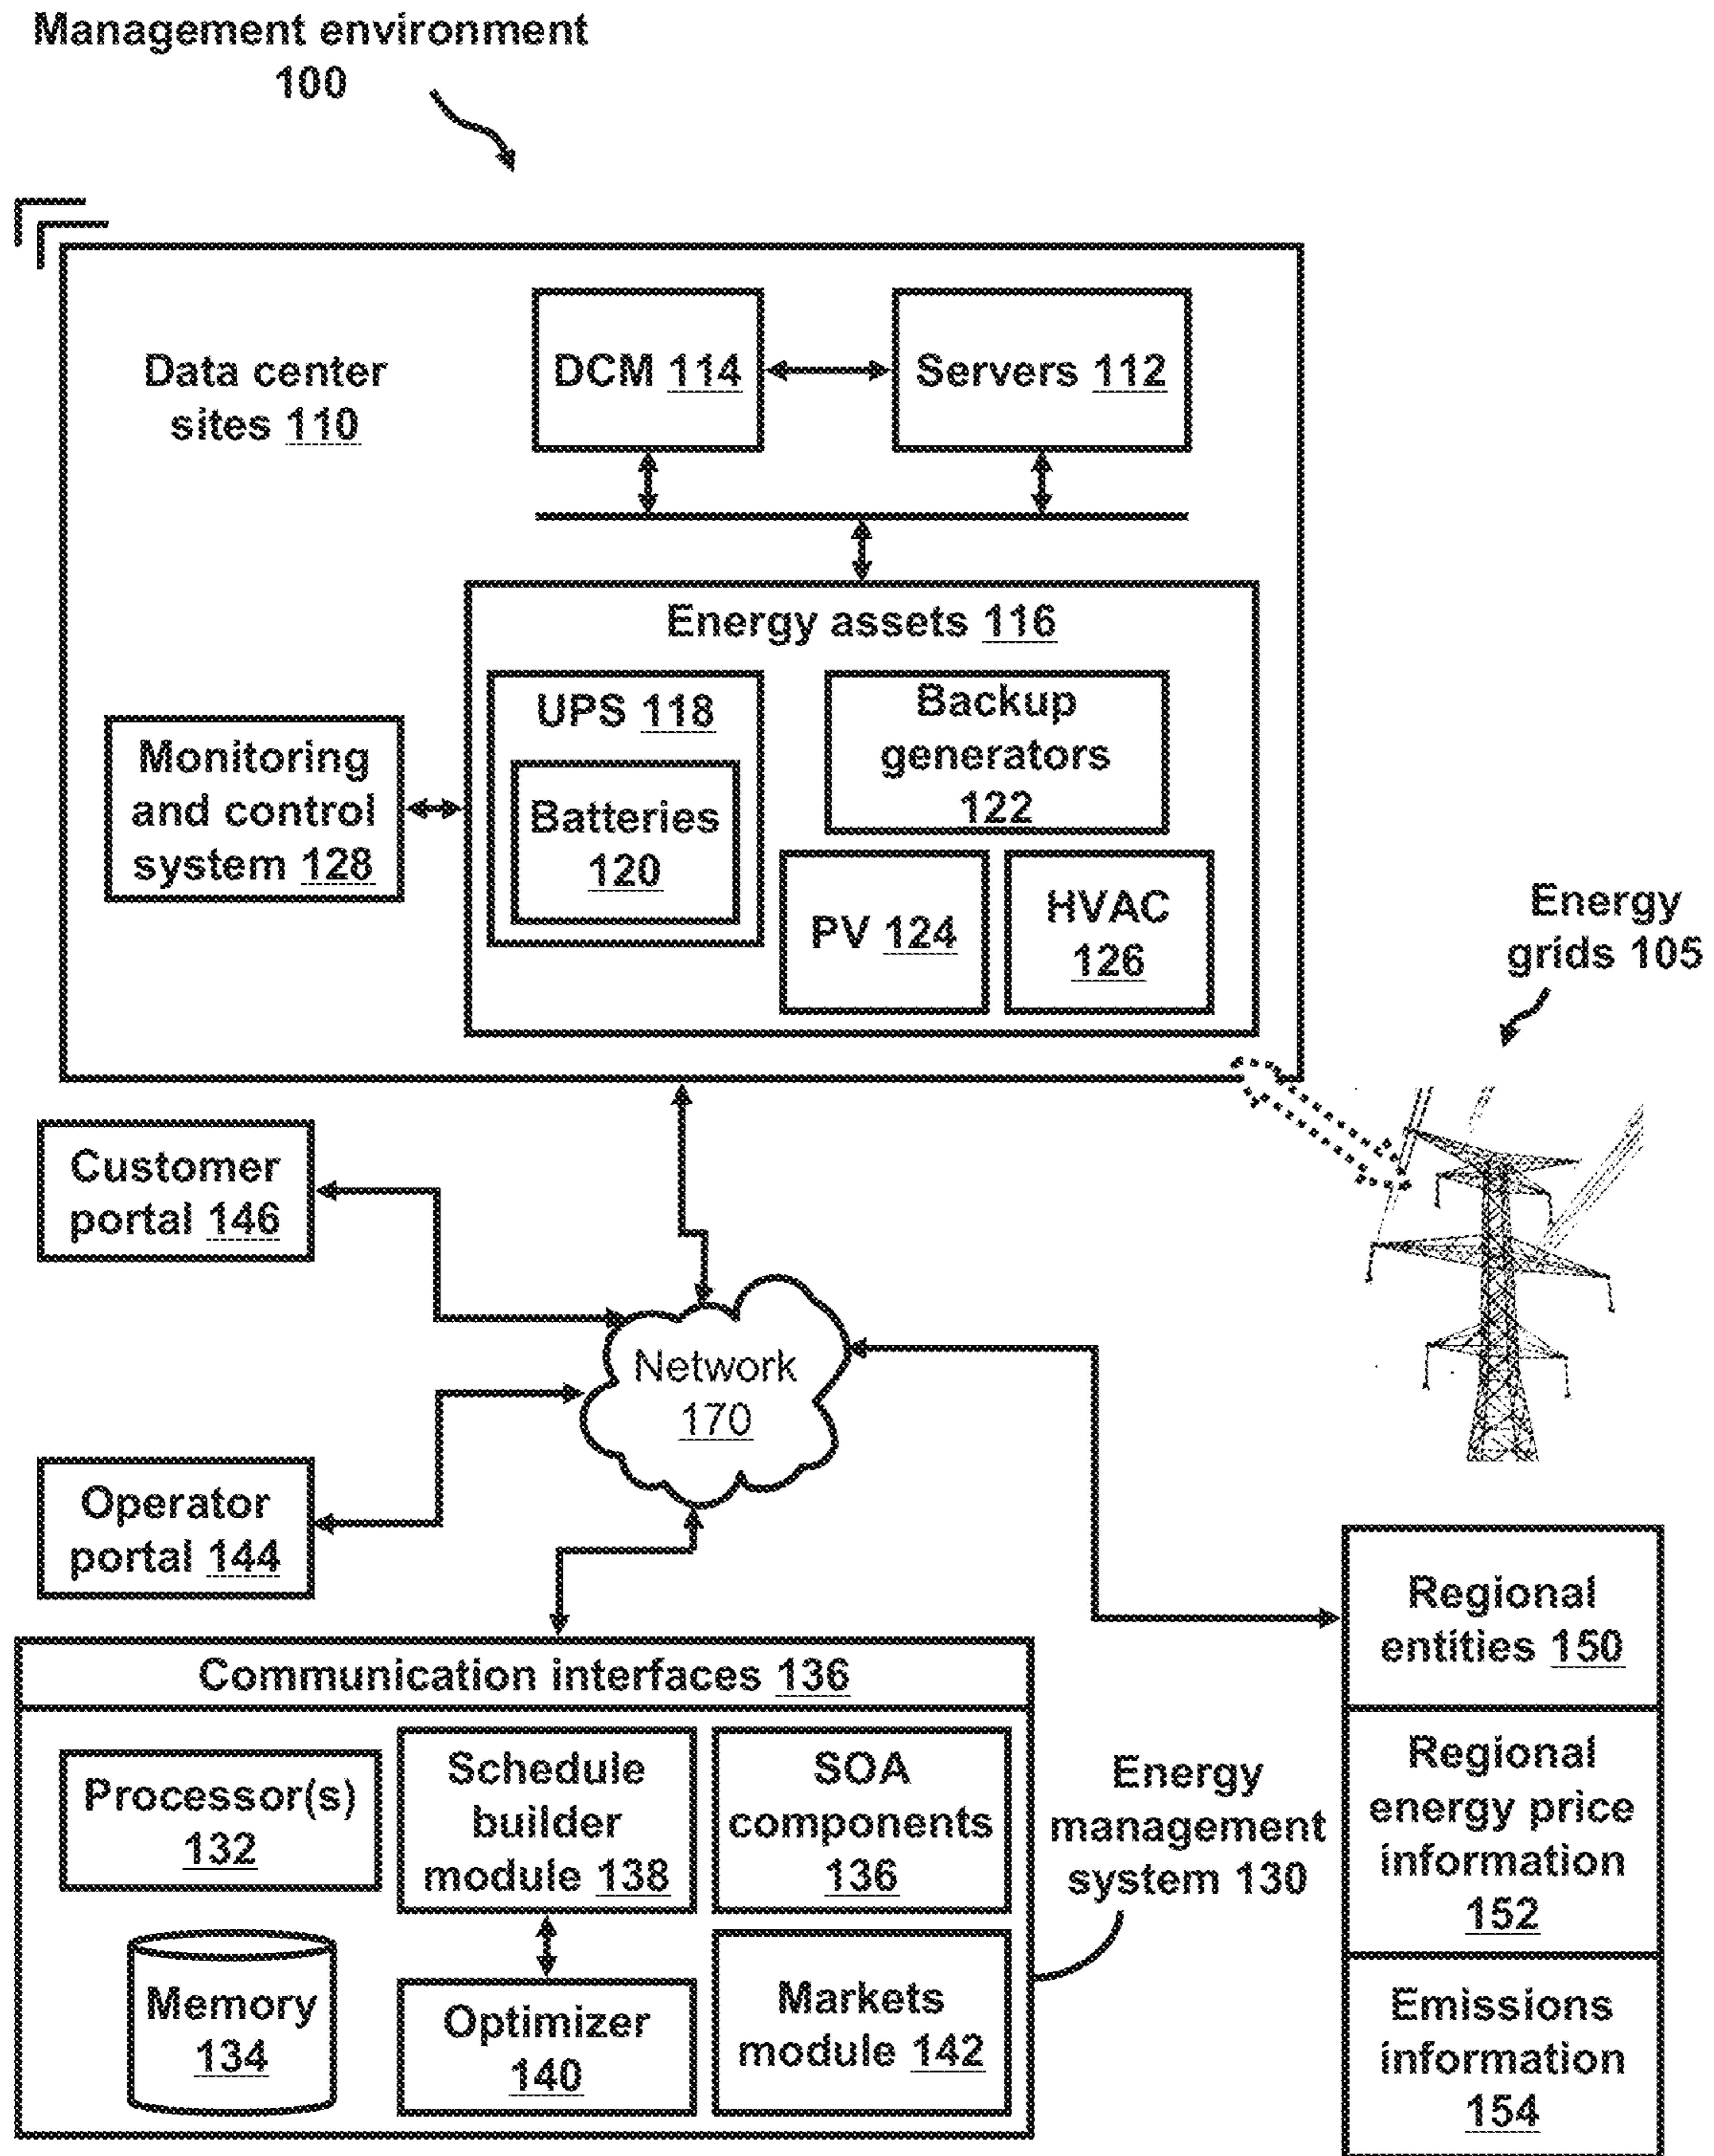 Management environment
100
Data center
sites 110
DCM 114
Servers 112
Energy assets 116
UPS 118
Batteries
120
Backup
generators
122
PV 124
HVAC
126
Monitoring
and control
system 128
Energy
grids 105
Customer
portal 146
Network
170
Operator
portal 144
Communication interfaces 136
Processor(s)
132
Schedule
builder
module 138
SOA
components
136
Memory
134
Optimizer
140
Markets
module 142
Energy
management
system 130
Regional
entities 150
Regional
energy price
information
152
Emissions
information
154